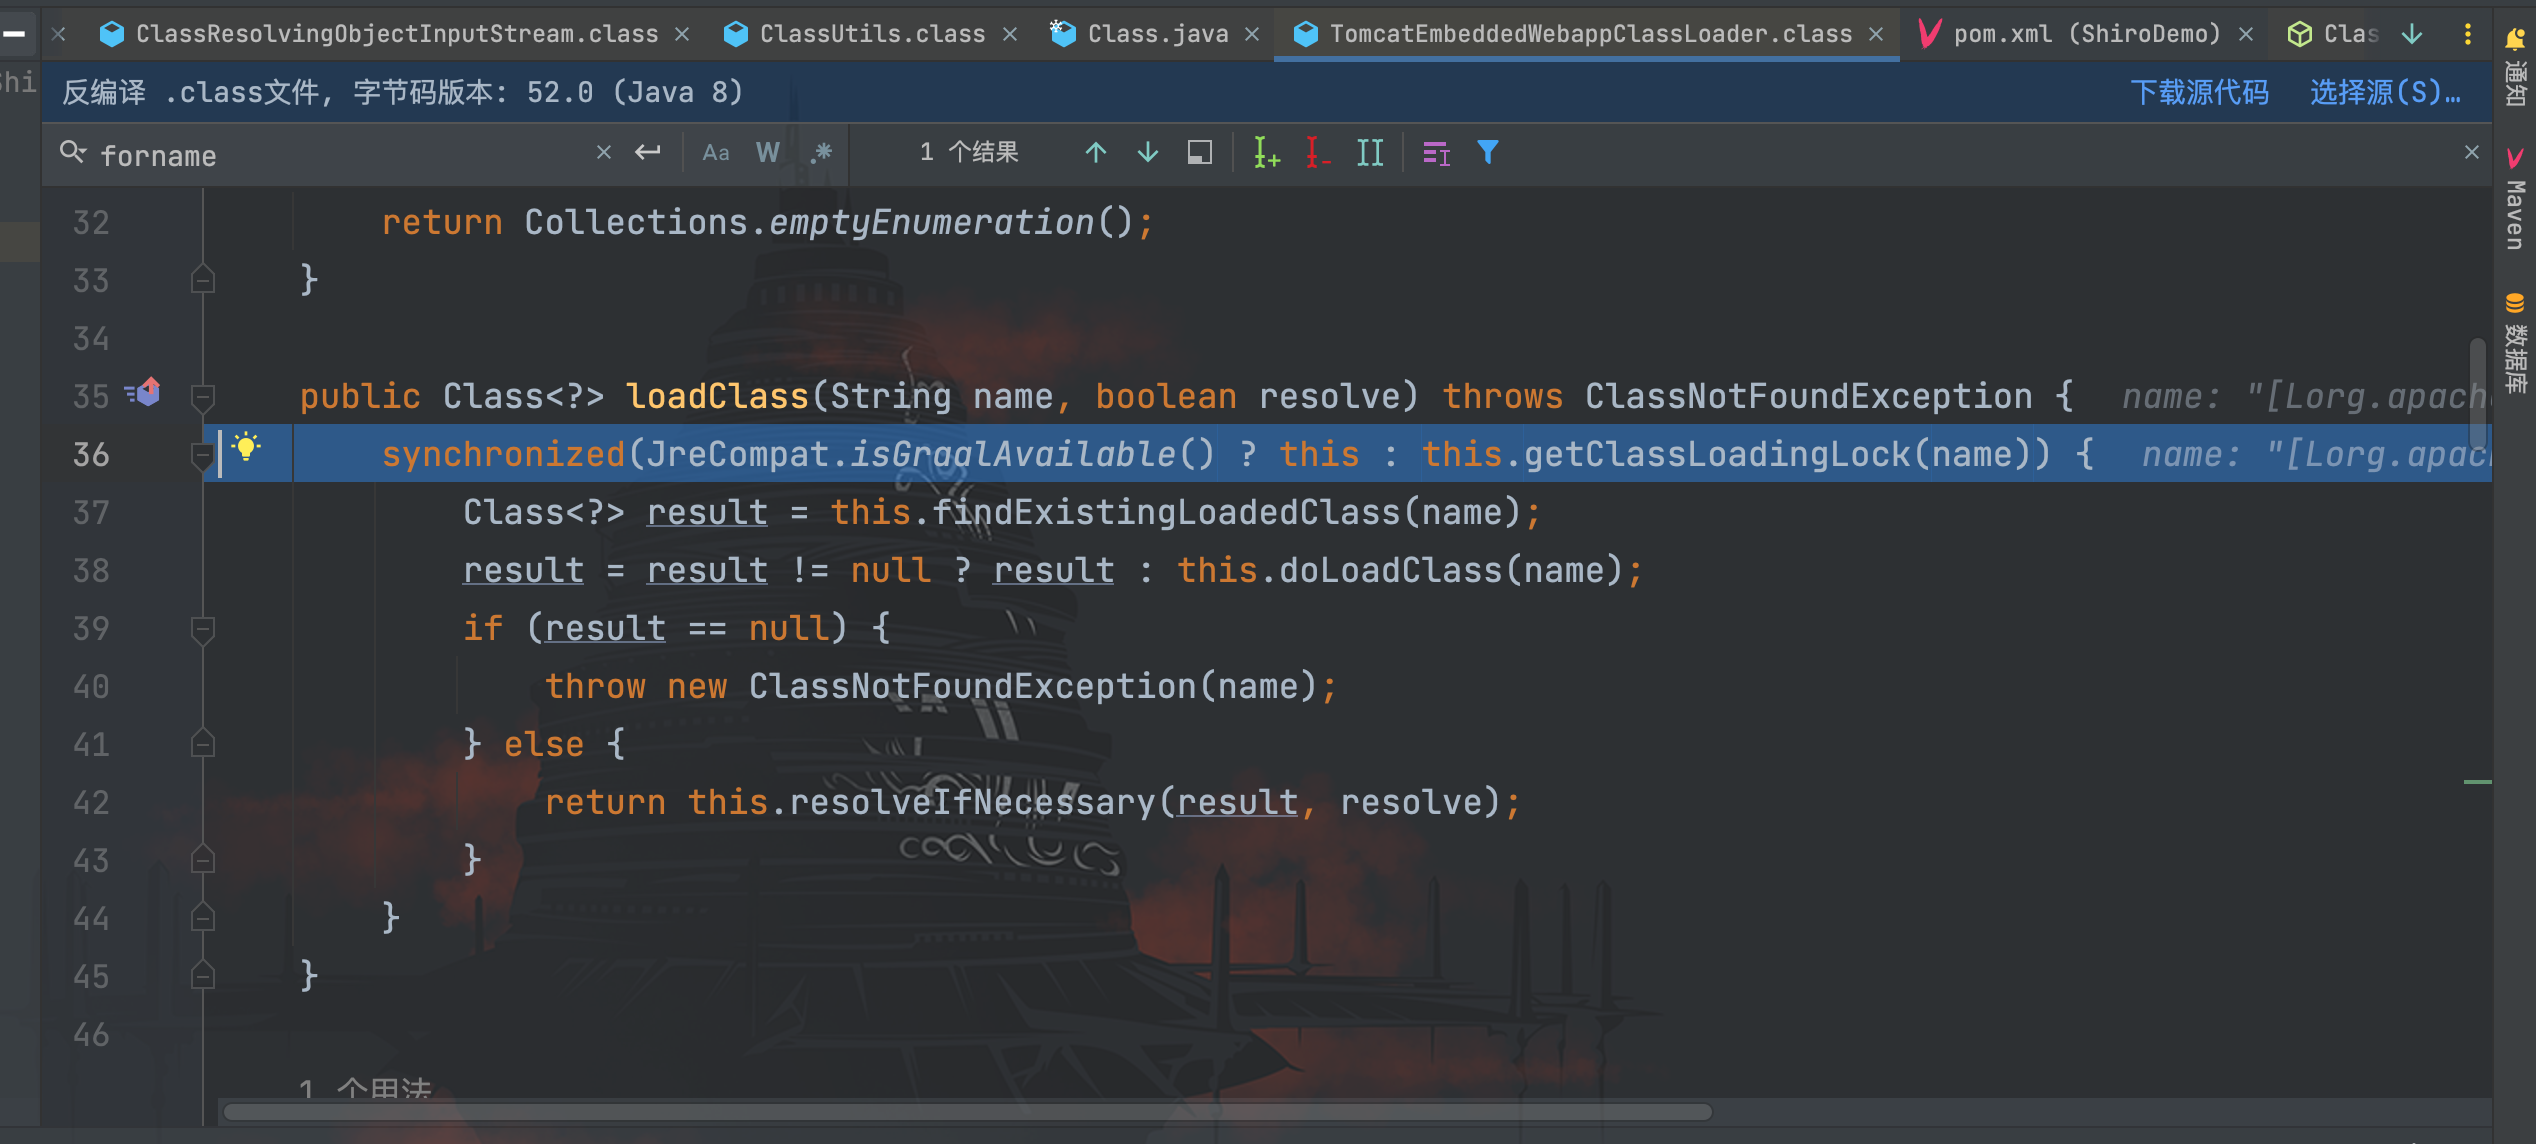 ClassResolvingObjectInputStream.class ClassUtils.class Class.java TomcatEmbeddedWebappClassLoader.class pom.xml (ShiroDemo) Clas
Shi
反编译 .class文件, 字节码版本: 52.0 (Java 8) 下载源代码 选择源(S)…
forname Aa W .* 1 个结果
32 return Collections.emptyEnumeration();
33 }
34
35 public Class<?> loadClass(String name, boolean resolve) throws ClassNotFoundException { name: "[Lorg.apach
36 synchronized(JreCompat.isGraalAvailable() ? this : this.getClassLoadingLock(name)) { name: "[Lorg.apach
37 Class<?> result = this.findExistingLoadedClass(name);
38 result = result != null ? result : this.doLoadClass(name);
39 if (result == null) {
40 throw new ClassNotFoundException(name);
41 } else {
42 return this.resolveIfNecessary(result, resolve);
43 }
44 }
45 }
46
1 个用法
通知
Maven
数据库